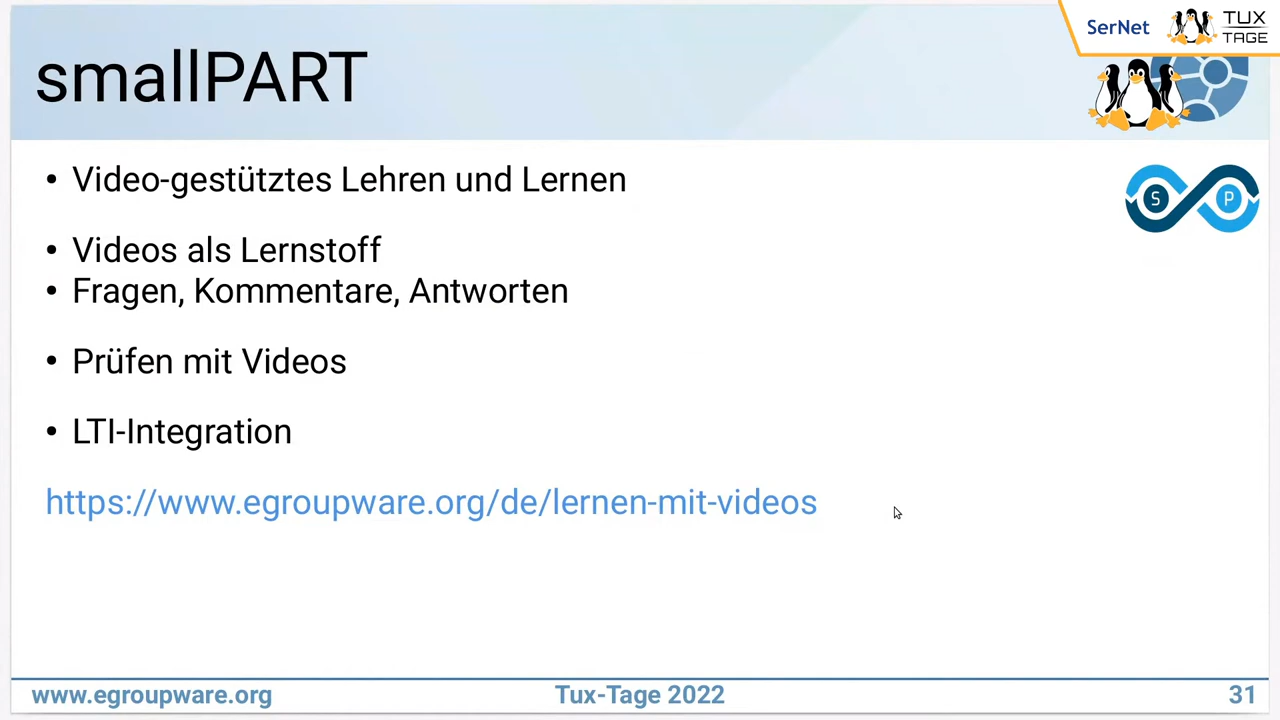 SerNet
TUX
TAGE
smallPART
S P
• Video-gestütztes Lehren und Lernen
• Videos als Lernstoff
• Fragen, Kommentare, Antworten
• Prüfen mit Videos
• LTI-Integration
https://www.egroupware.org/de/lernen-mit-videos
www.egroupware.org
Tux-Tage 2022
31